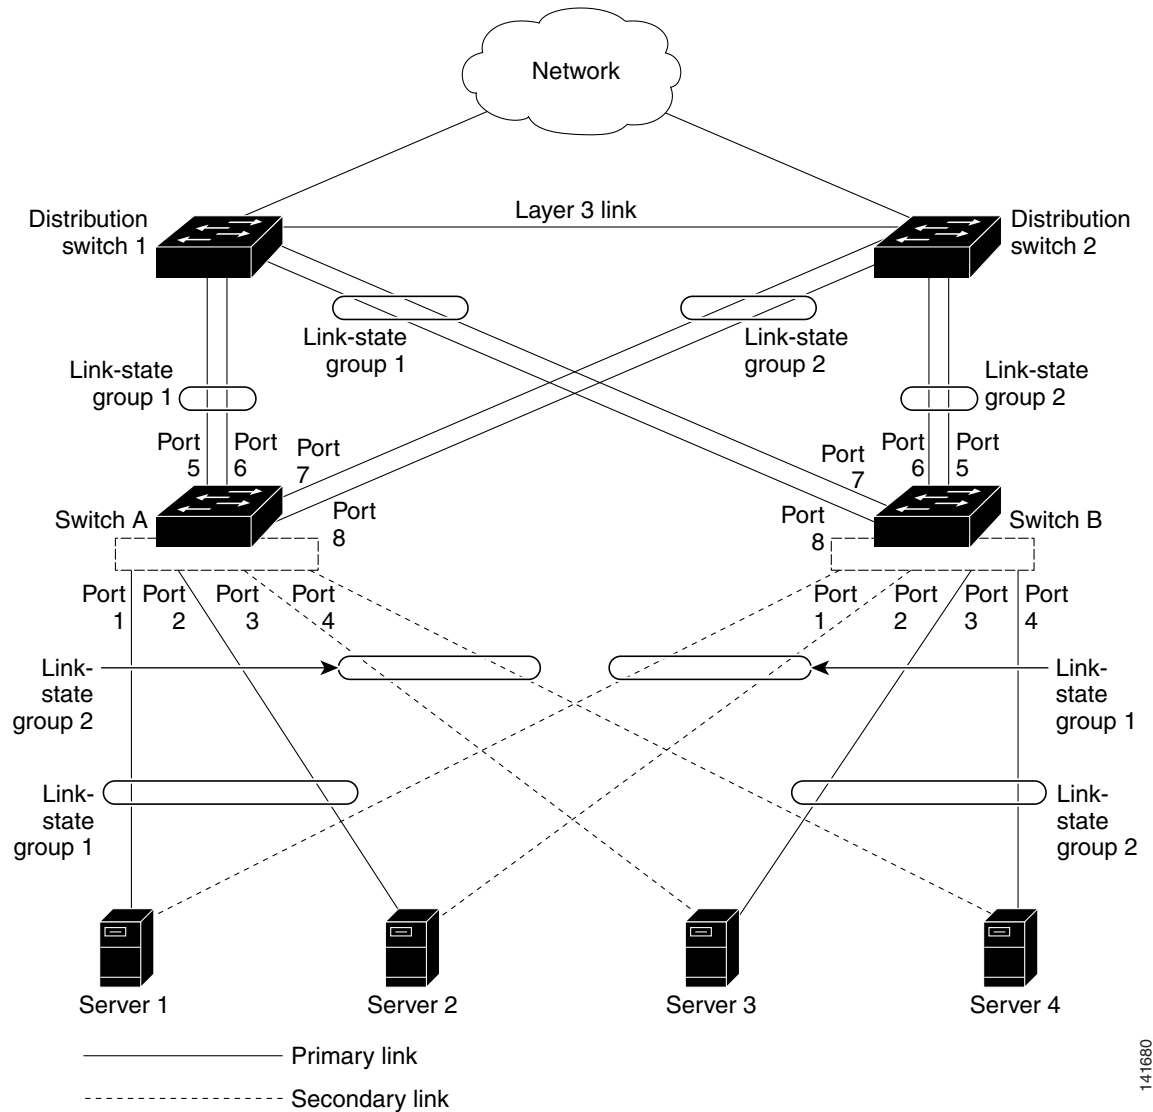 Network
Layer 3 link
Distribution
switch 1
Distribution
switch 2
Link-state
group 1
Link-state
group 2
Link-state
group 1
Link-state
group 2
Port
5
Port
6
Port
7
Port
8
Port
7
Port
6
Port
5
Port
8
Switch A
Switch B
Port
1
Port
2
Port
3
Port
4
Port
1
Port
2
Port
3
Port
4
Link-
state
group 2
Link-
state
group 1
Link-
state
group 1
Link-
state
group 2
Server 1
Server 2
Server 3
Server 4
Primary link
Secondary link
141680